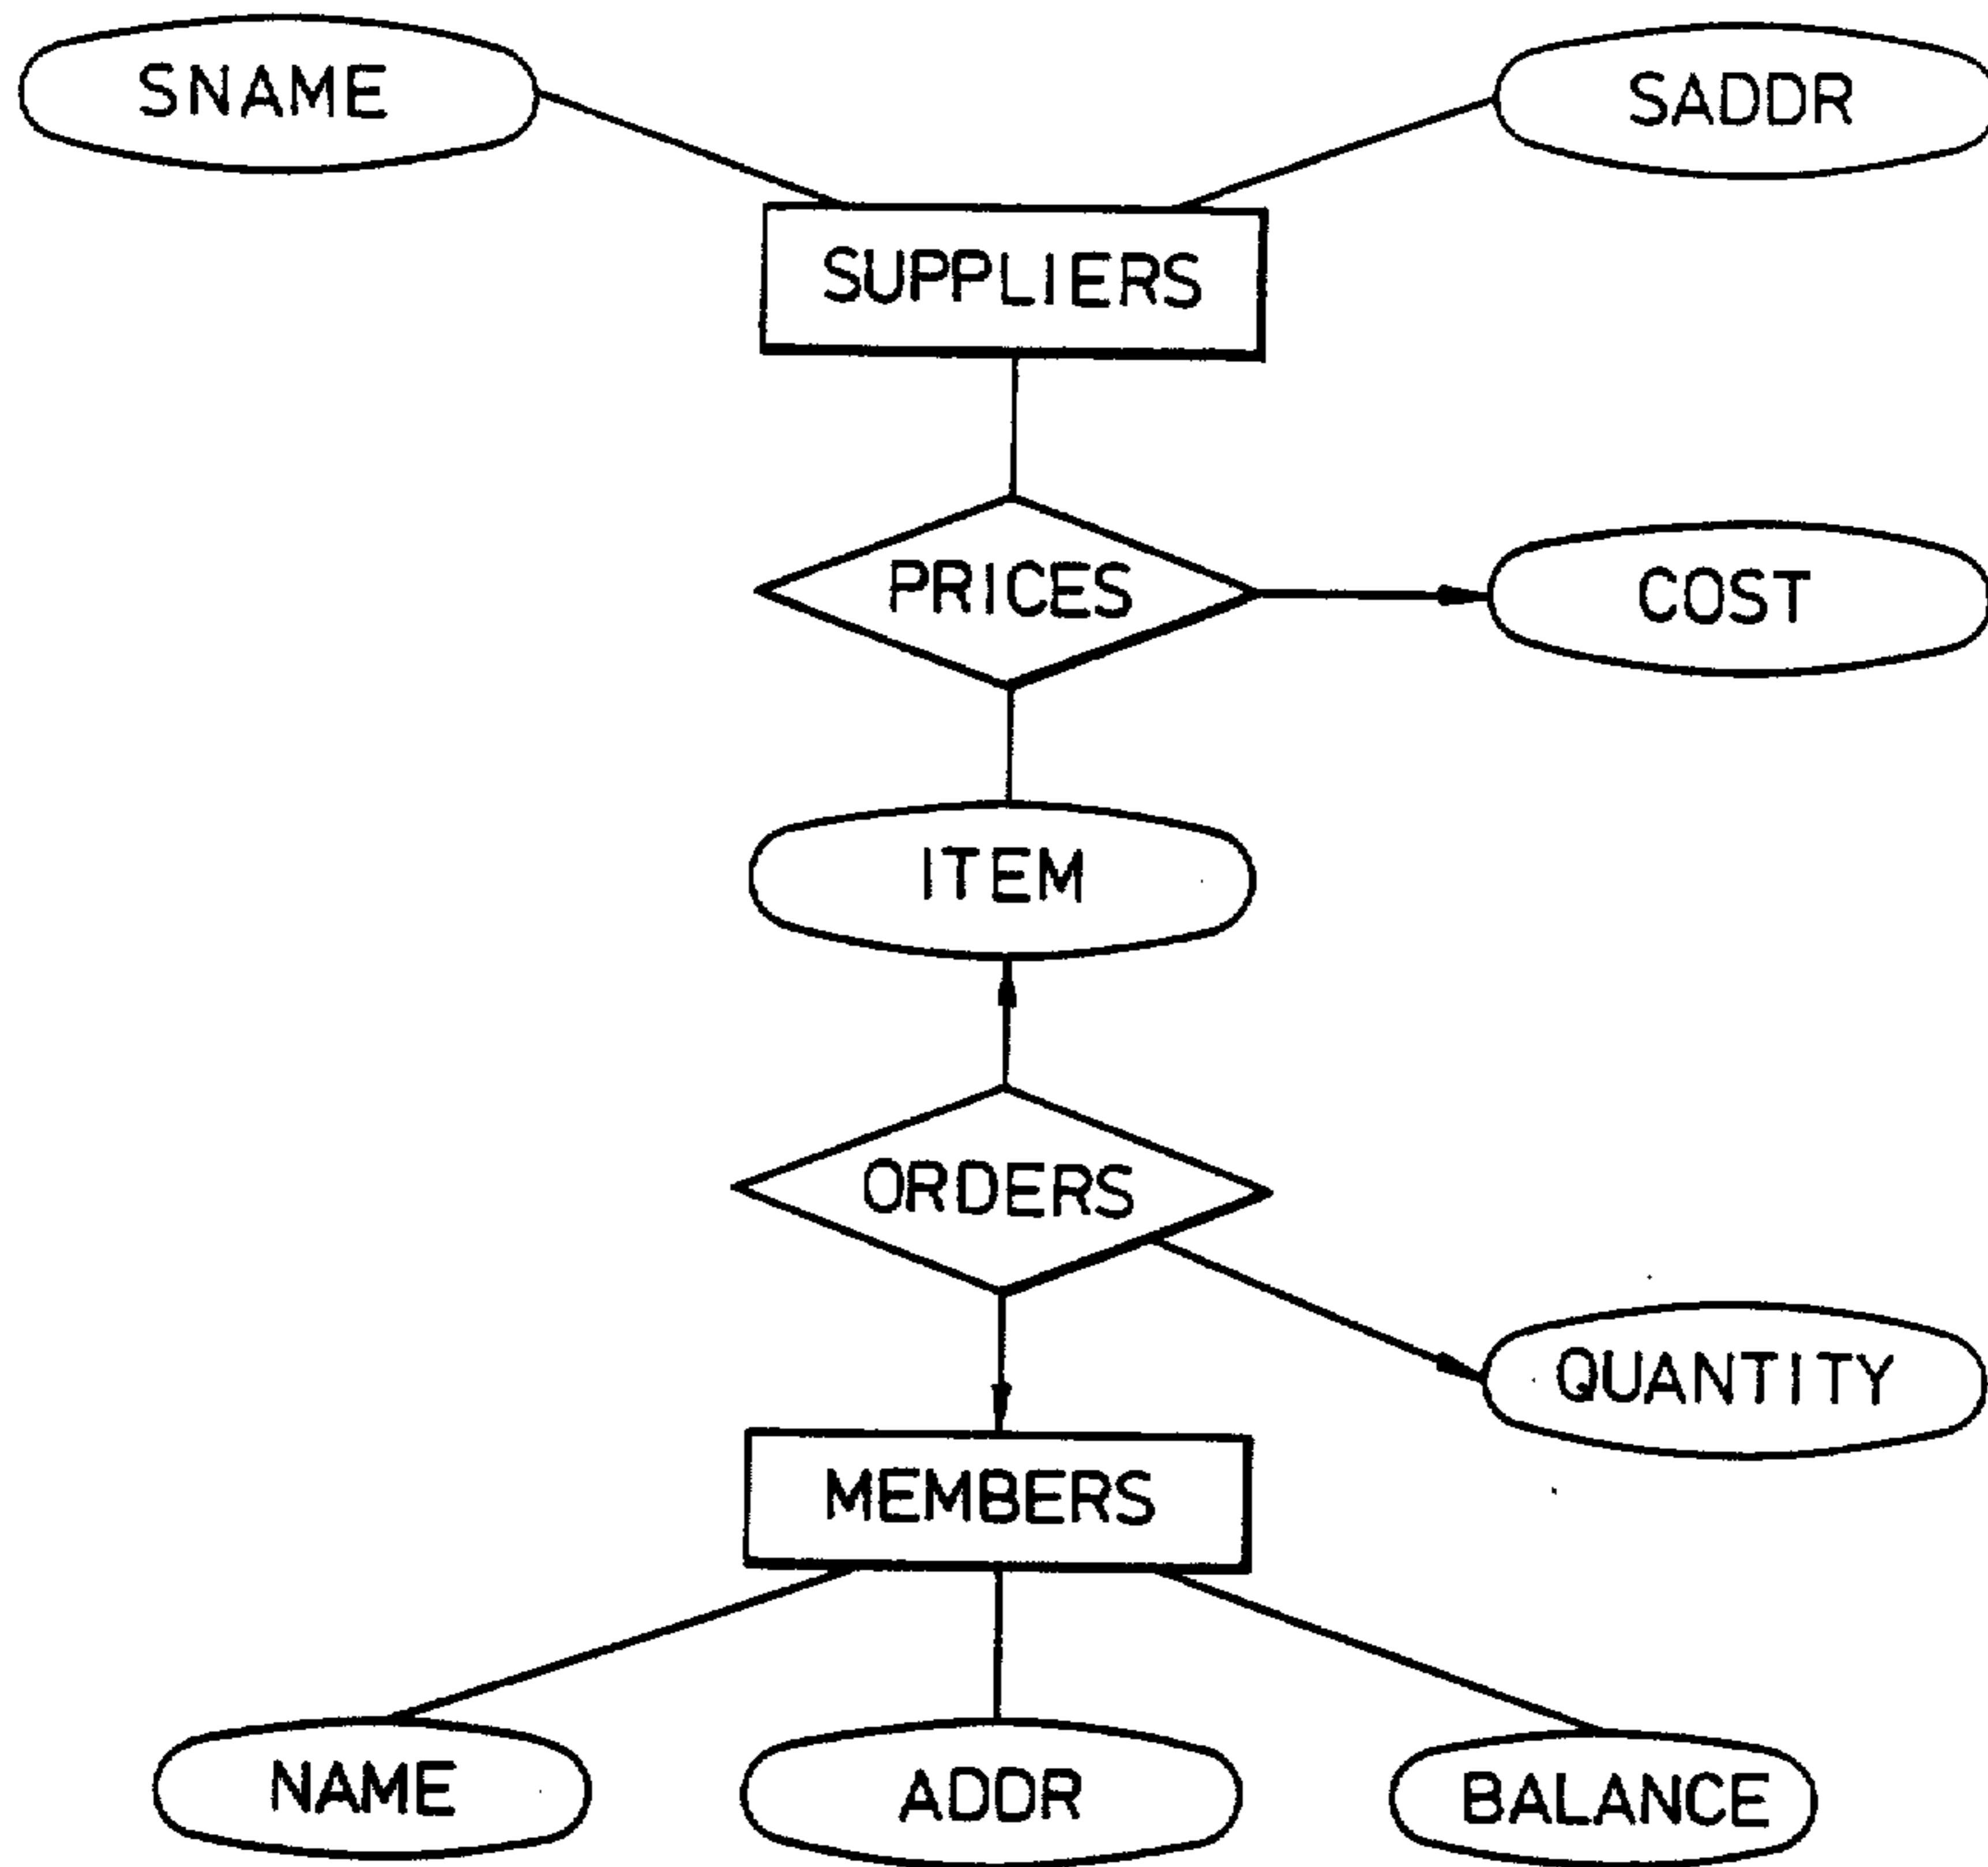 SNAME
SADDR
SUPPLIERS
PRICES
COST
ITEM
ORDERS
QUANTITY
MEMBERS
NAME
ADDR
BALANCE